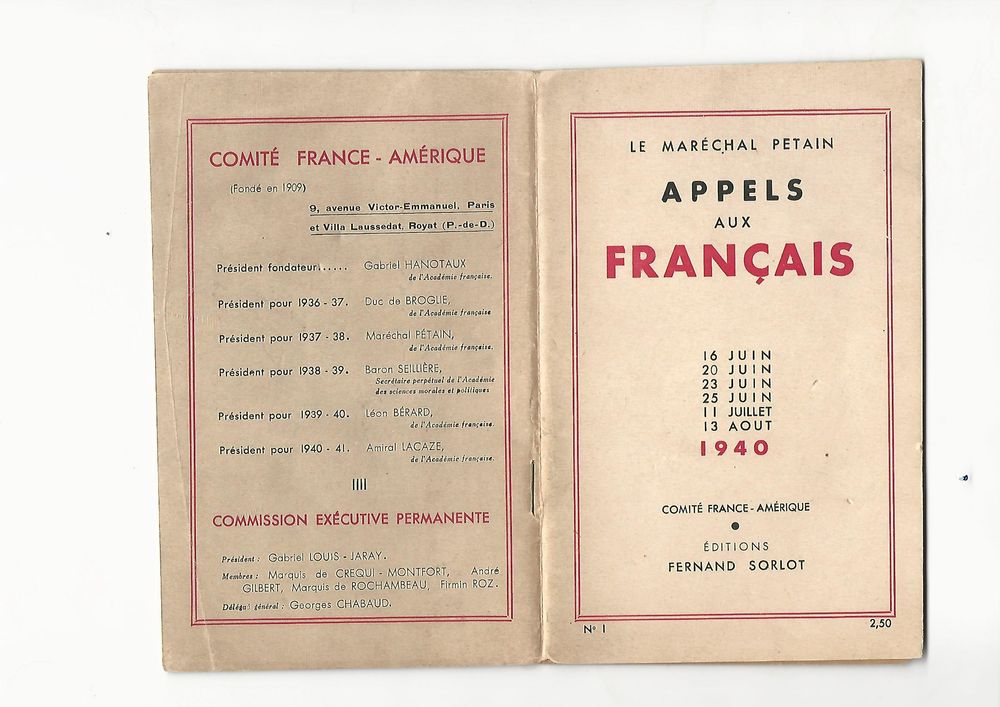 COMITÉ FRANCE - AMÉRIQUE
(Fondé en 1909)
9, avenue Victor-Emmanuel, Paris
et Villa Laussedat, Royat (P.-de-D.)
Président fondateur...... Gabriel HANOTAUX
de l'Académie française.
Président pour 1936 - 37. Duc de BROGLIE,
de l'Académie française
Président pour 1937 - 38. Maréchal PÉTAIN,
de l'Académie française.
Président pour 1938 - 39. Baron SEILLIÈRE,
Secrétaire perpétuel de l'Académie
des sciences morales et politiques
Président pour 1939 - 40. Léon BÉRARD,
de l'Académie française.
Président pour 1940 - 41. Amiral LACAZE,
de l'Académie française.
COMMISSION EXÉCUTIVE PERMANENTE
Président : Gabriel LOUIS - JARAY.
Membres : Marquis de CREQUI - MONTFORT, André
GILBERT, Marquis de ROCHAMBEAU, Firmin ROZ.
Délégué général : Georges CHABAUD.
LE MARÉCHAL PETAIN
APPELS
AUX
FRANÇAIS
16 JUIN
20 JUIN
23 JUIN
25 JUIN
11 JUILLET
13 AOUT
1940
COMITÉ FRANCE - AMÉRIQUE
ÉDITIONS
FERNAND SORLOT
Nº 1
2,50